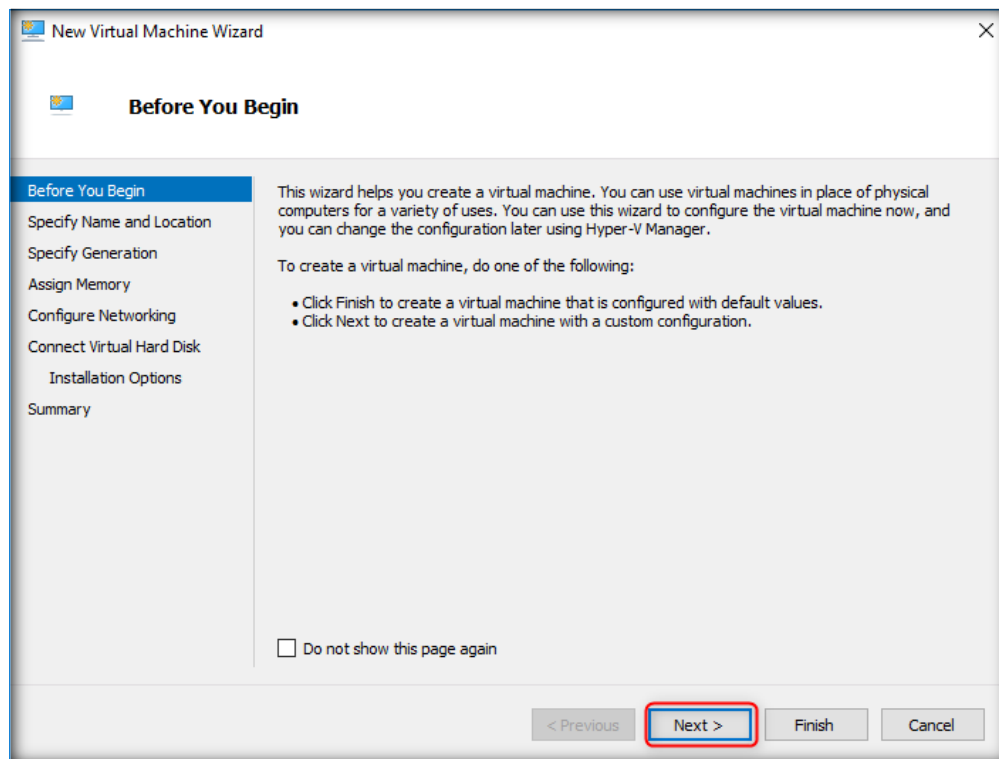 New Virtual Machine Wizard
Before You Begin
Before You Begin
Specify Name and Location
Specify Generation
Assign Memory
Configure Networking
Connect Virtual Hard Disk
Installation Options
Summary
This wizard helps you create a virtual machine. You can use virtual machines in place of physical
computers for a variety of uses. You can use this wizard to configure the virtual machine now, and
you can change the configuration later using Hyper-V Manager.
To create a virtual machine, do one of the following:
• Click Finish to create a virtual machine that is configured with default values.
• Click Next to create a virtual machine with a custom configuration.
Do not show this page again
< Previous
Next >
Finish
Cancel